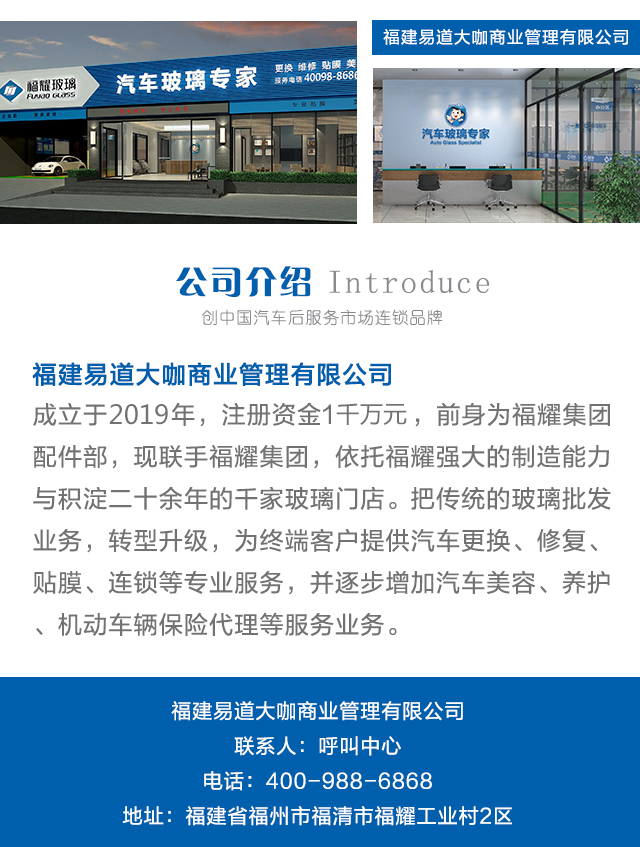 福建易道大咖商业管理有限公司
福耀玻璃
FUYAO GLASS
汽车玻璃专家
更换 维修 贴膜 美
服务电话 40098-8686
专业贴膜
汽车玻璃专家
Auto Glass Specialist
公司介绍 Introduce
创中国汽车后服务市场连锁品牌
福建易道大咖商业管理有限公司
成立于2019年，注册资金1千万元，前身为福耀集团
配件部，现联手福耀集团，依托福耀强大的制造能力
与积淀二十余年的千家玻璃门店。把传统的玻璃批发
业务，转型升级，为终端客户提供汽车更换、修复、
贴膜、连锁等专业服务，并逐步增加汽车美容、养护
、机动车辆保险代理等服务业务。
福建易道大咖商业管理有限公司
联系人：呼叫中心
电话：400-988-6868
地址：福建省福州市福清市福耀工业村2区